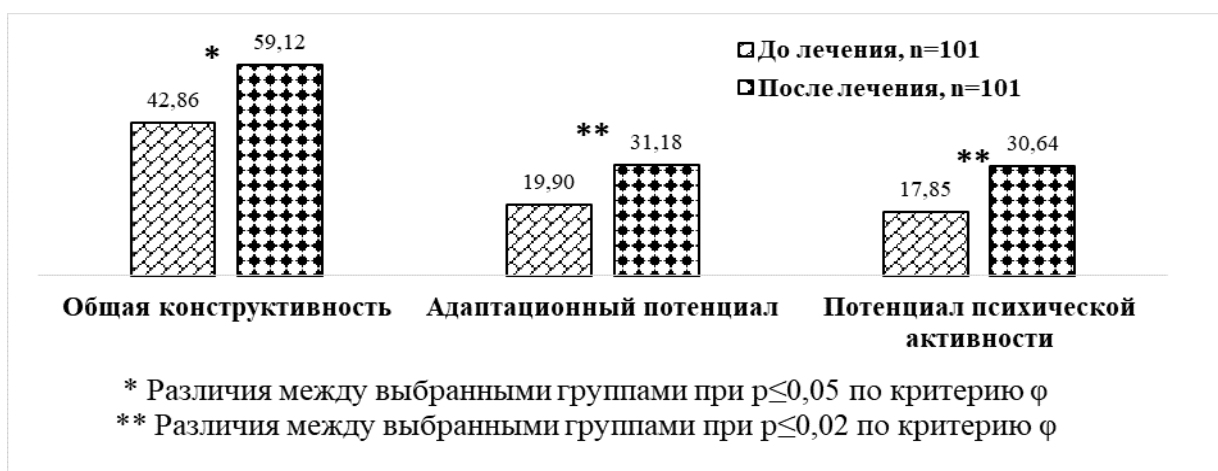 * 59,12
До лечения, n=101
42,86
После лечения, n=101
** 31,18
** 30,64
19,90
17,85
Общая конструктивность
Адаптационный потенциал
Потенциал психической
активности
* Различия между выбранными группами при p≤0,05 по критерию φ
** Различия между выбранными группами при p≤0,02 по критерию φ